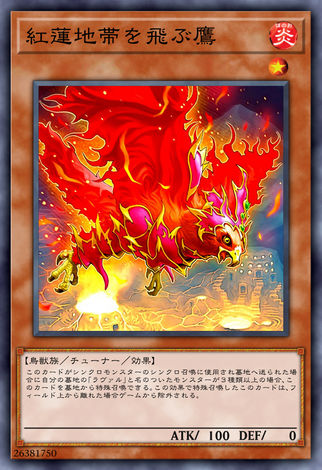 紅蓮地帯を飛ぶ鷹
ほのお
炎
【鳥獣族／チューナー／効果】
このカードがシンクロモンスターのシンクロ召喚に使用され墓地へ送られた場
合に自分の墓地の「ラヴァル」と名のついたモンスターが３種類以上の場合、こ
のカードを墓地から特殊召喚できる。この効果で特殊召喚したこのカードは、フ
ィールド上から離れた場合ゲームから除外される。
ATK/ 100 DEF/ 0
26381750